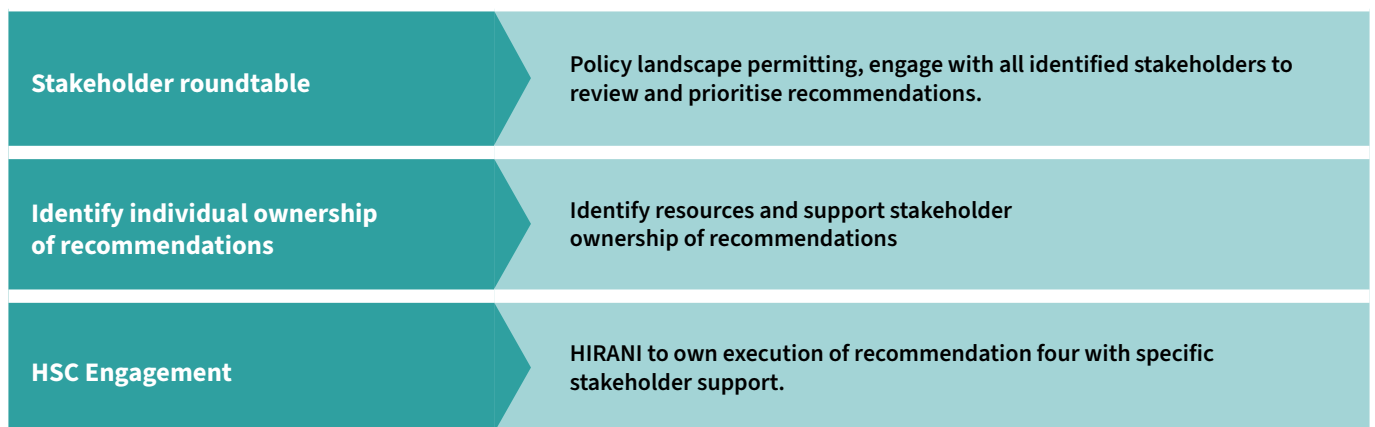 Stakeholder roundtable
Policy landscape permitting, engage with all identified stakeholders to
review and prioritise recommendations.
Identify individual ownership
of recommendations
Identify resources and support stakeholder
ownership of recommendations
HSC Engagement
HIRANI to own execution of recommendation four with specific
stakeholder support.